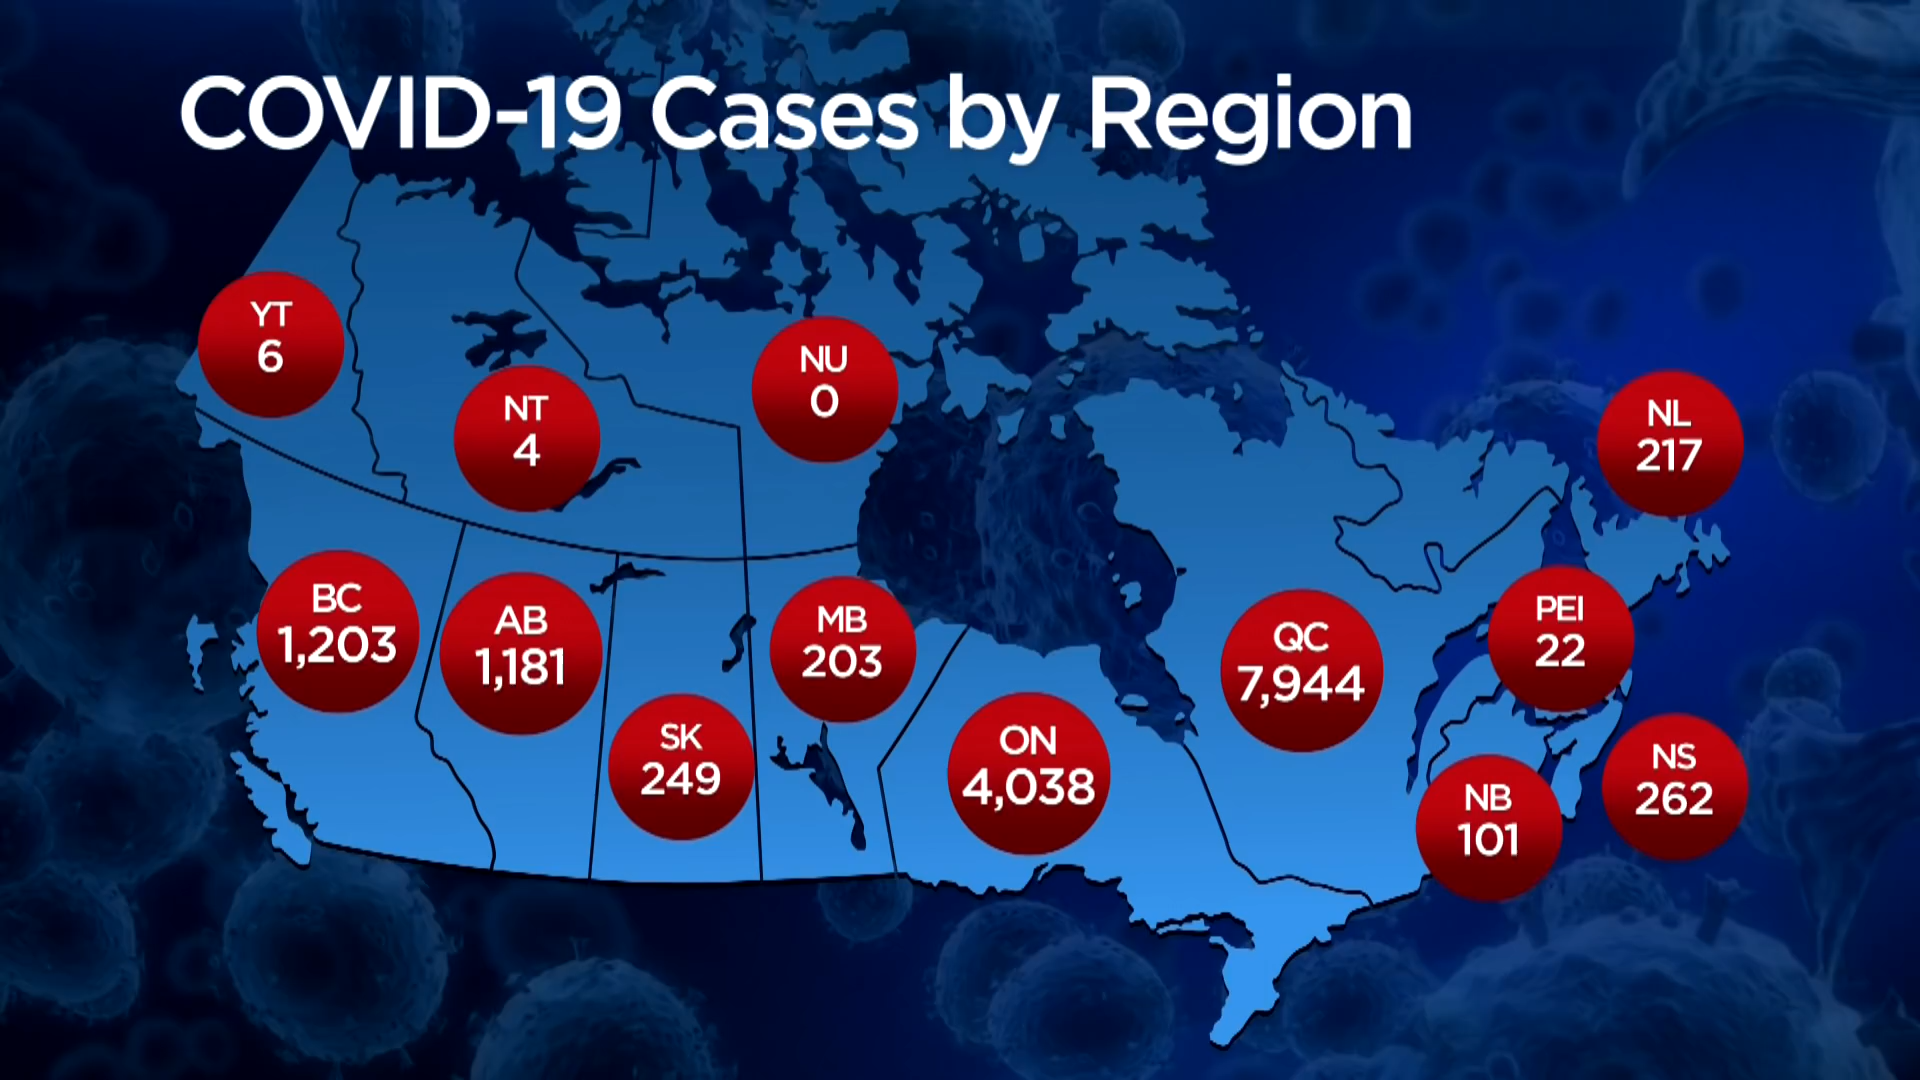 COVID-19 Cases by Region
YT
6
NT
4
NU
0
NL
217
BC
1,203
AB
1,181
SK
249
MB
203
ON
4,038
QC
7,944
PEI
22
NB
101
NS
262